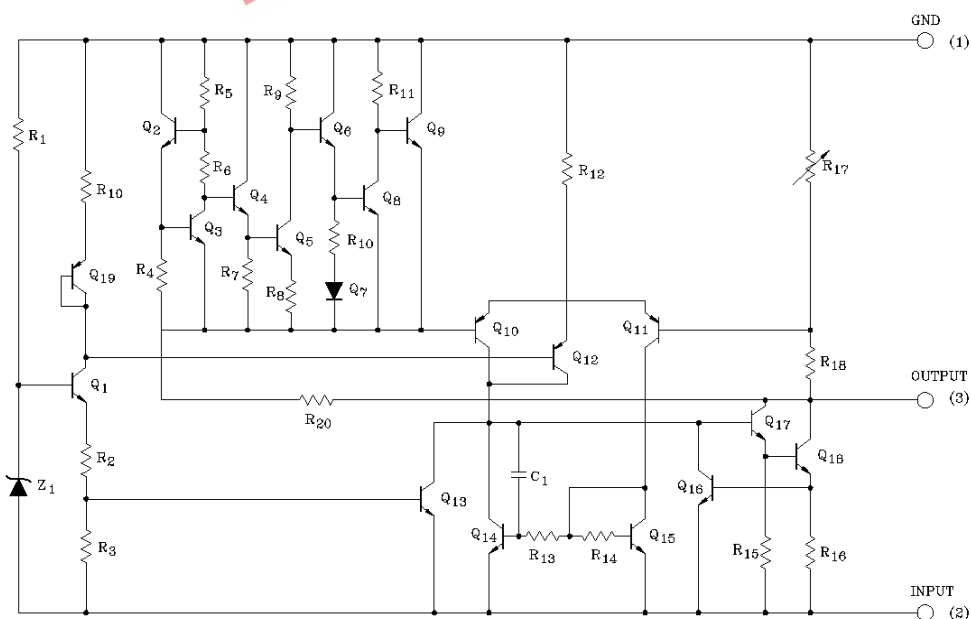 GND
(1)
R5
R9
R11
Q2
Q6
Q9
R1
R6
R12
R17
R10
Q4
Q8
Q3
Q5
R10
Q19
R4
R7
R8
Q7
Q10
Q11
Q12
R18
Q1
OUTPUT
(3)
R20
Q17
R2
Q18
Z1
C1
Q16
Q13
Q14
Q15
R3
R13
R14
R15
R16
INPUT
(2)